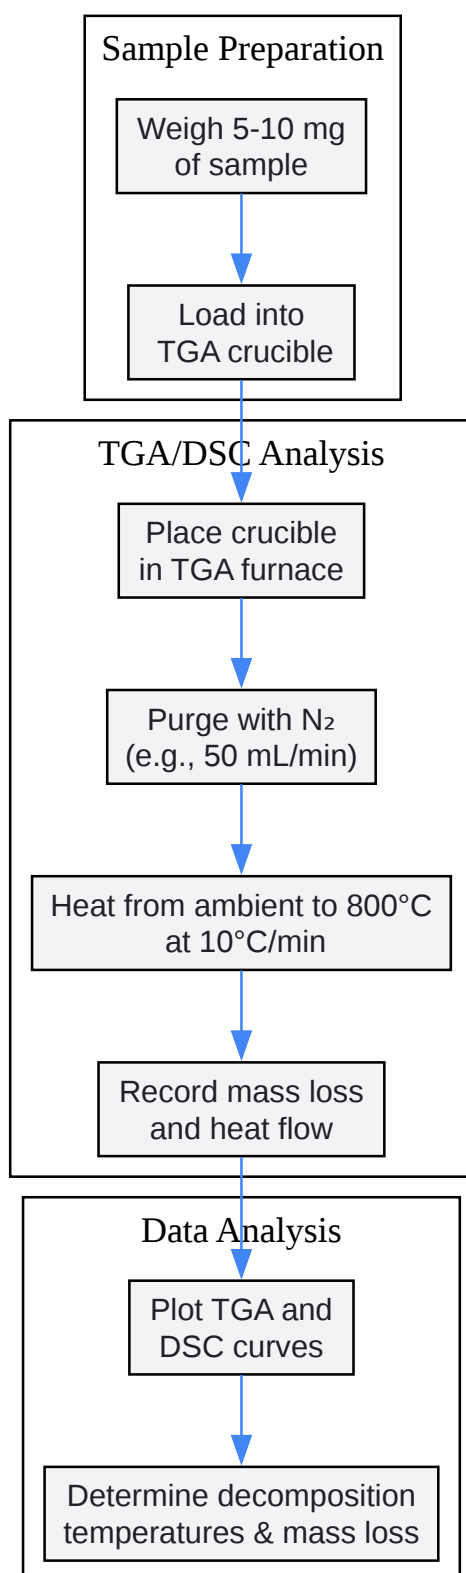 Sample Preparation
Weigh 5-10 mg
of sample
Load into
TGA crucible
TGA/DSC Analysis
Place crucible
in TGA furnace
Purge with N₂
(e.g., 50 mL/min)
Heat from ambient to 800°C
at 10°C/min
Record mass loss
and heat flow
Data Analysis
Plot TGA and
DSC curves
Determine decomposition
temperatures & mass loss